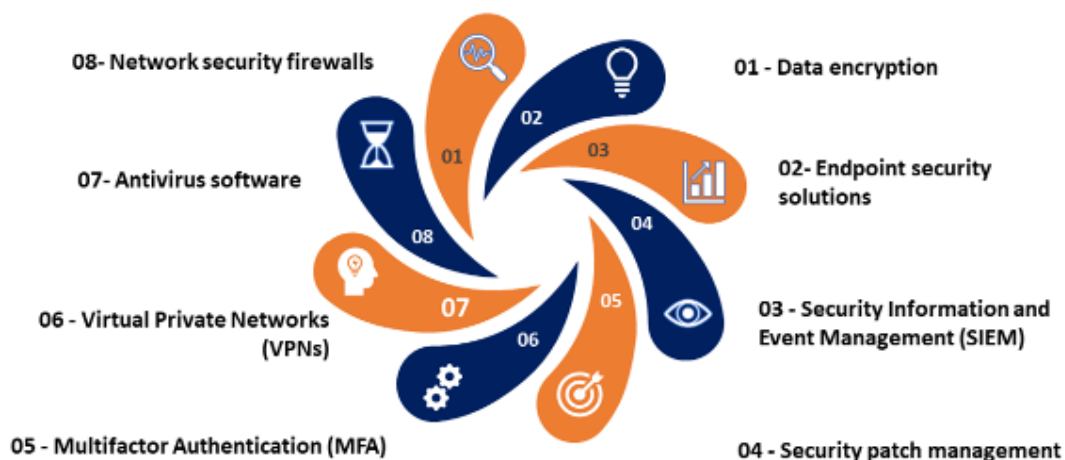 08- Network security firewalls
01 - Data encryption
07- Antivirus software
02- Endpoint security
solutions
06 - Virtual Private Networks
(VPNs)
03 - Security Information and
Event Management (SIEM)
05 - Multifactor Authentication (MFA)
04 - Security patch management
01
02
03
04
05
06
07
08